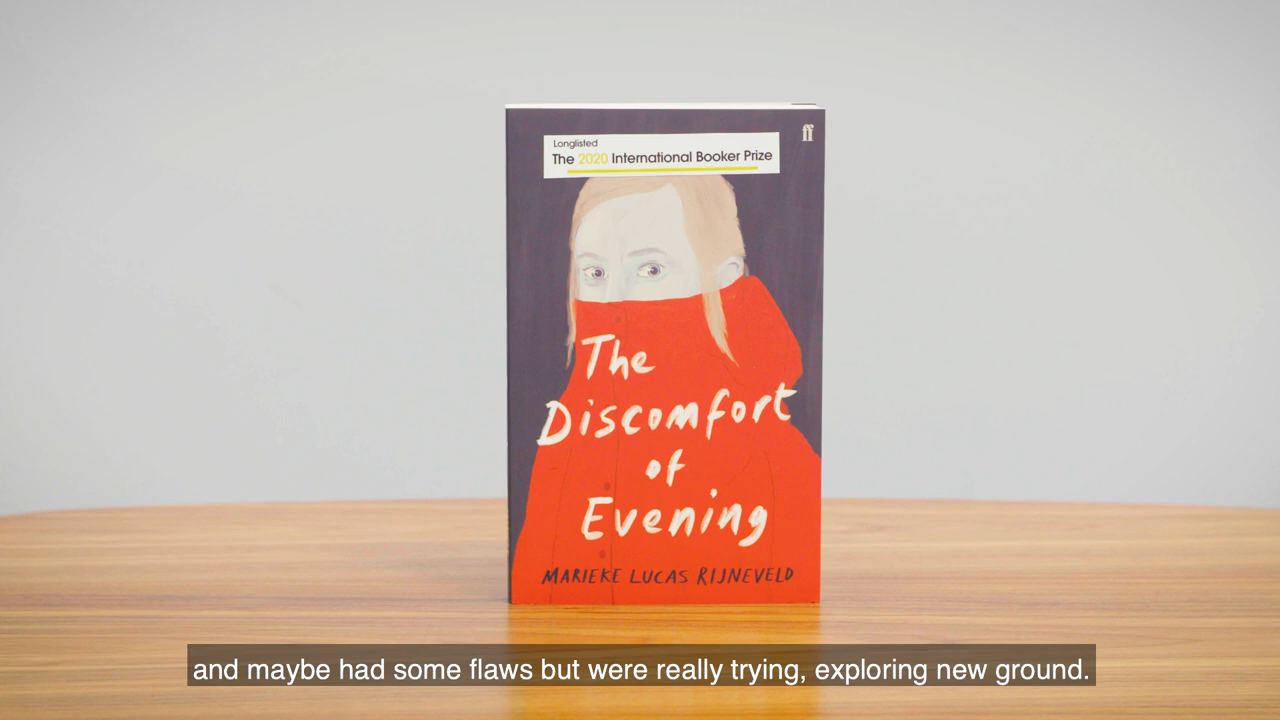 Longlisted
The 2020 International Booker Prize
ff
The
Discomfort
of
Evening
MARIEKE LUCAS RIJNEVELD
and maybe had some flaws but were really trying, exploring new ground.